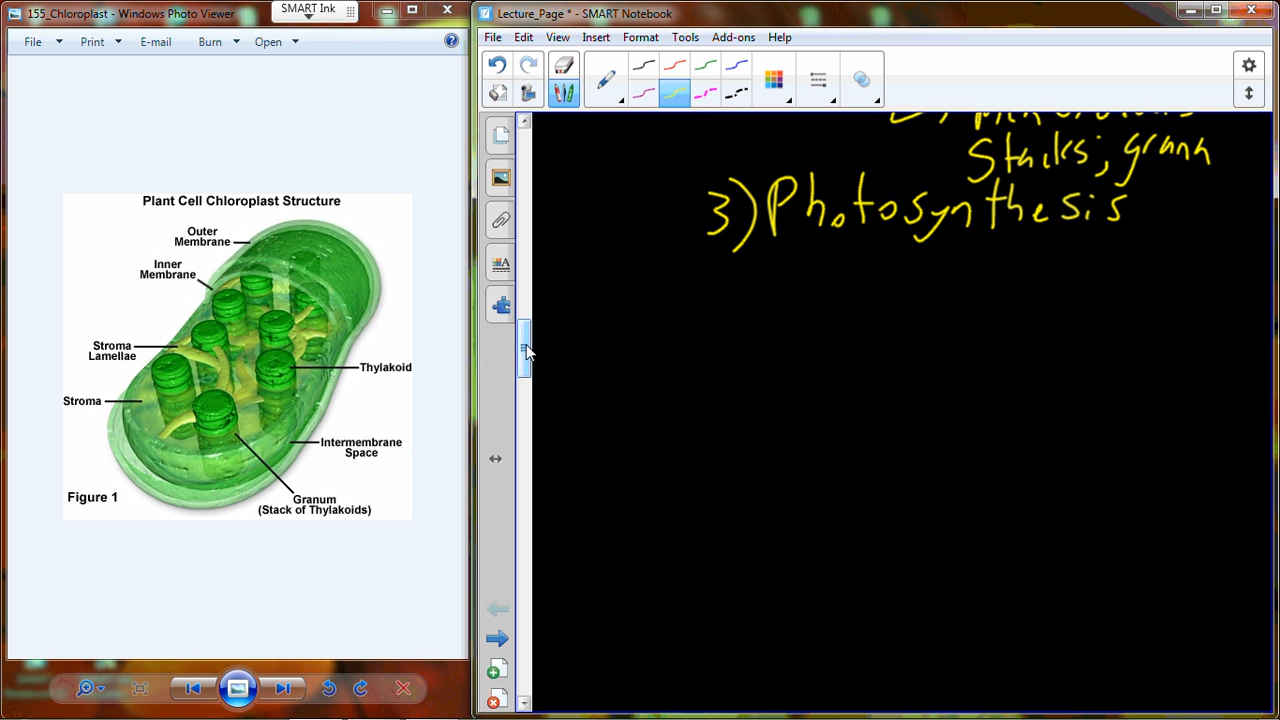 155_Chloroplast - Windows Photo Viewer
SMART Ink
File Print E-mail Burn Open
Plant Cell Chloroplast Structure
Outer
Membrane
Inner
Membrane
Stroma
Lamellae
Thylakoid
Stroma
Intermembrane
Space
Figure 1
Granum
(Stack of Thylakoids)
Lecture_Page * - SMART Notebook
File Edit View Insert Format Tools Add-ons Help
Stacks; grana
3) Photosynthesis